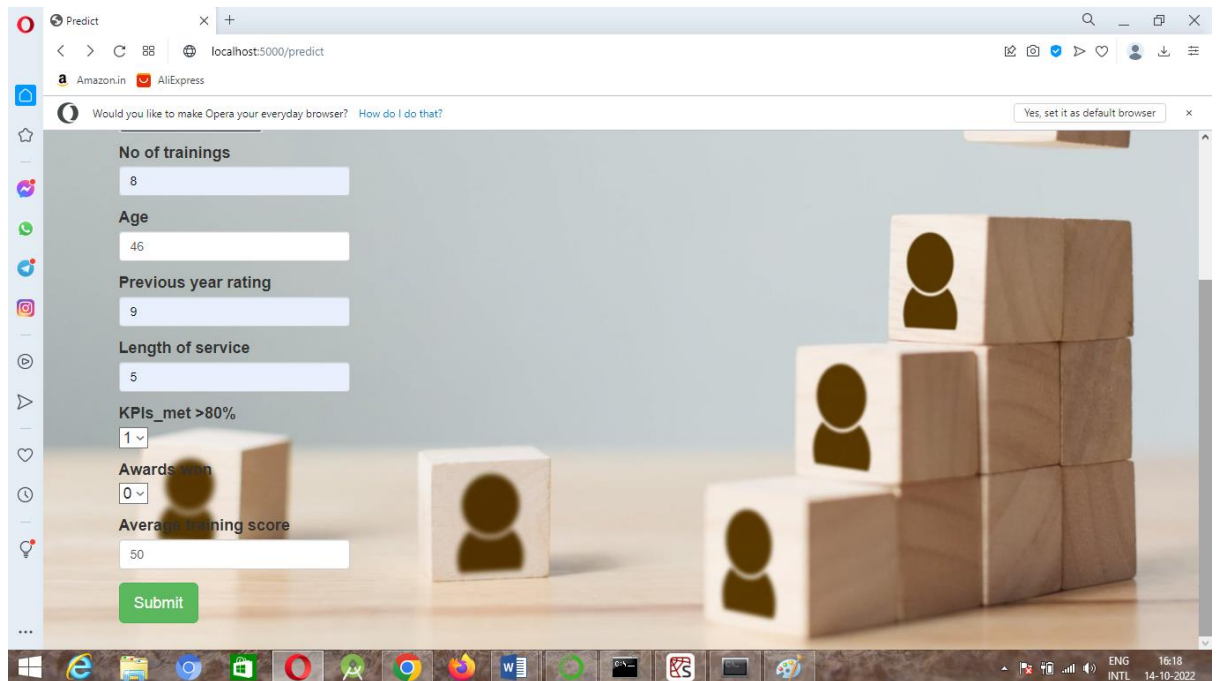 Predict
localhost:5000/predict
a Amazon.in AliExpress
Would you like to make Opera your everyday browser? How do I do that? Yes, set it as default browser
No of trainings
8
Age
46
Previous year rating
9
Length of service
5
KPIs_met >80%
1
Awards won
0
Average training score
50
Submit
ENG 16:18
INTL 14-10-2022